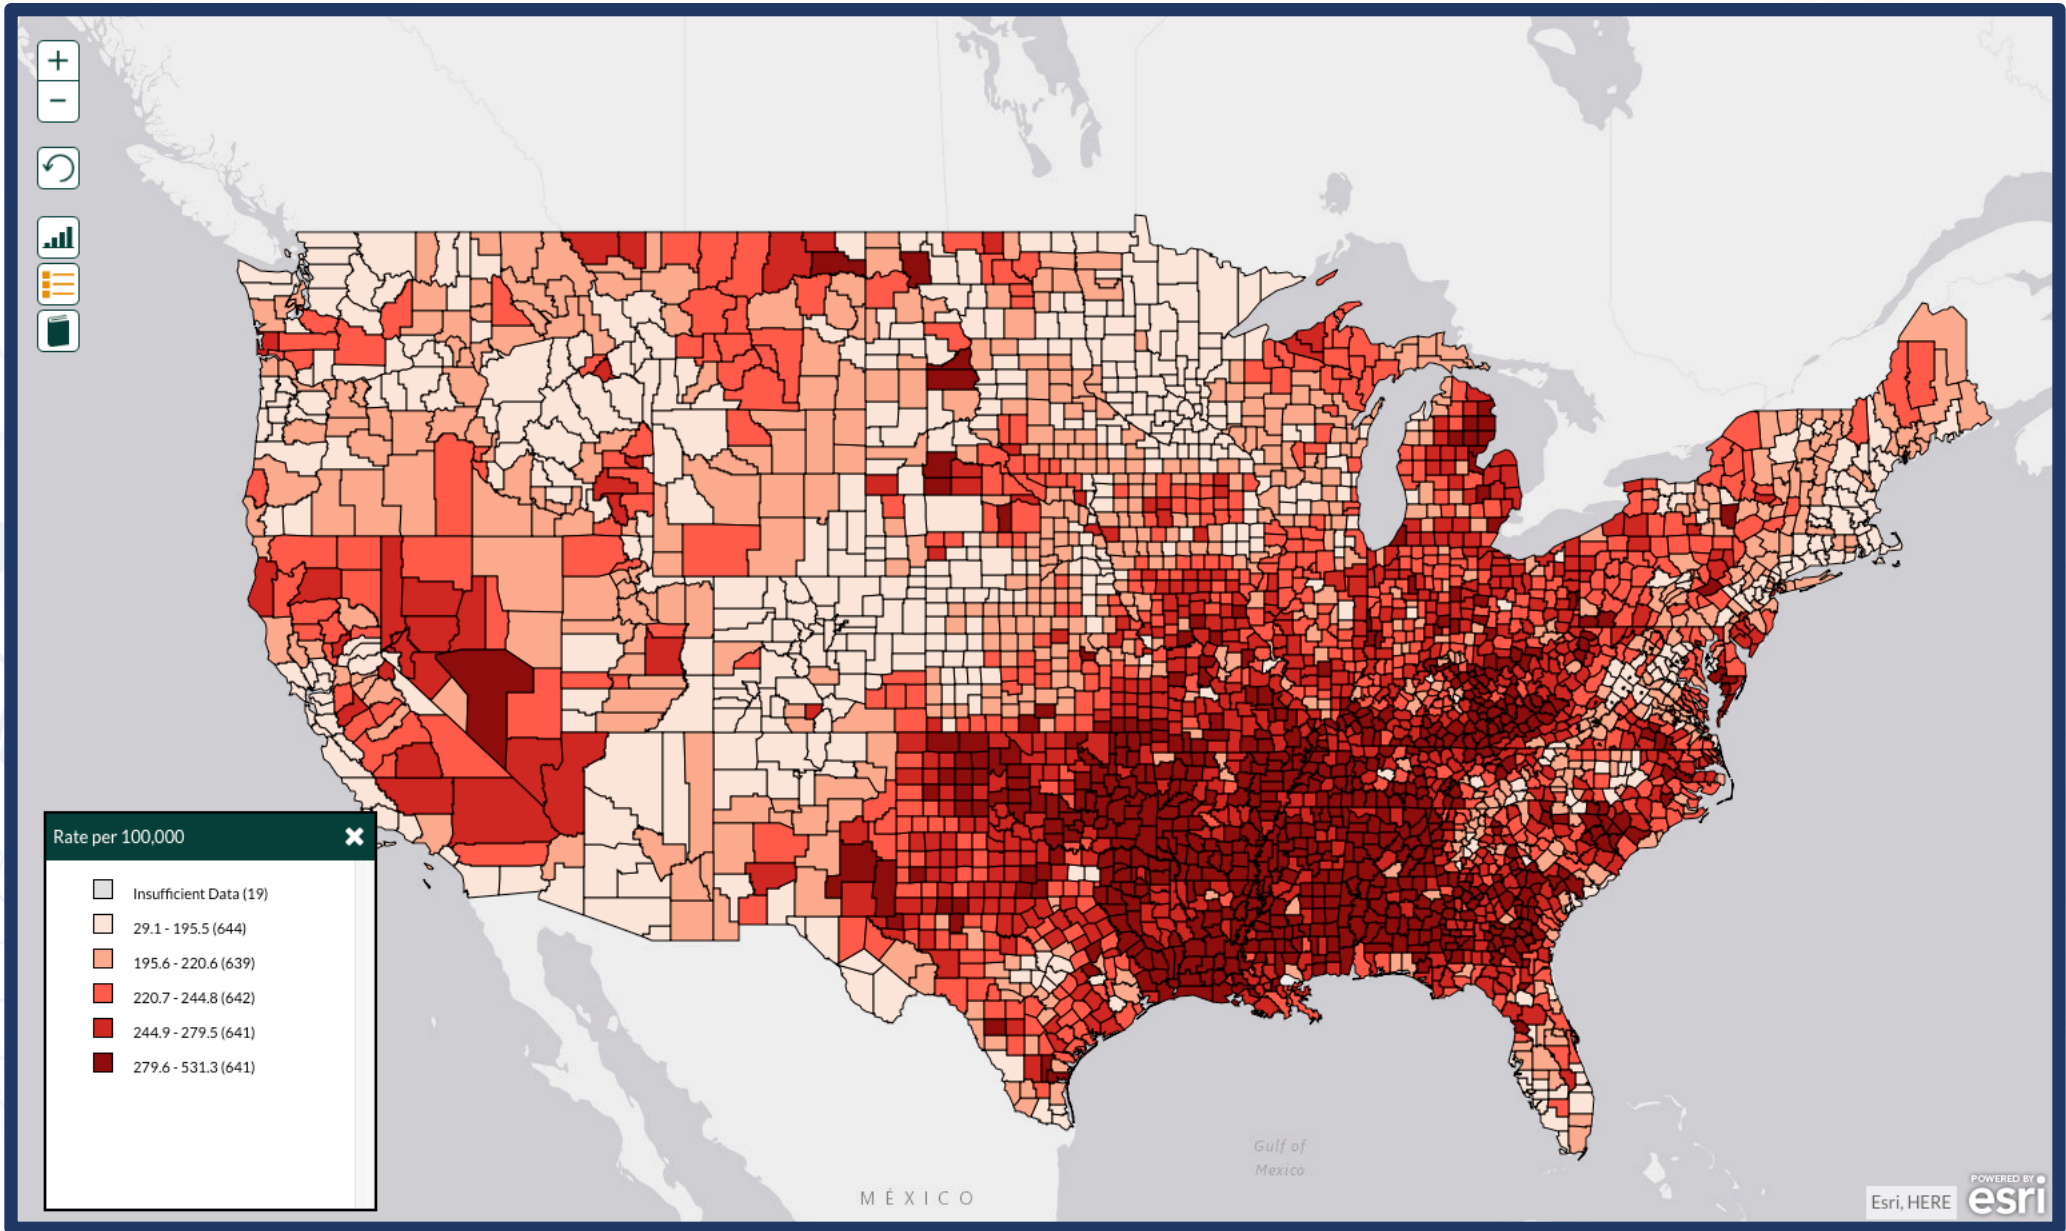 +
−
Rate per 100,000
Insufficient Data (19)
29.1 - 195.5 (644)
195.6 - 220.6 (639)
220.7 - 244.8 (642)
244.9 - 279.5 (641)
279.6 - 531.3 (641)
Gulf of
Mexico
MÉXICO
Esri, HERE
POWERED BY
esri